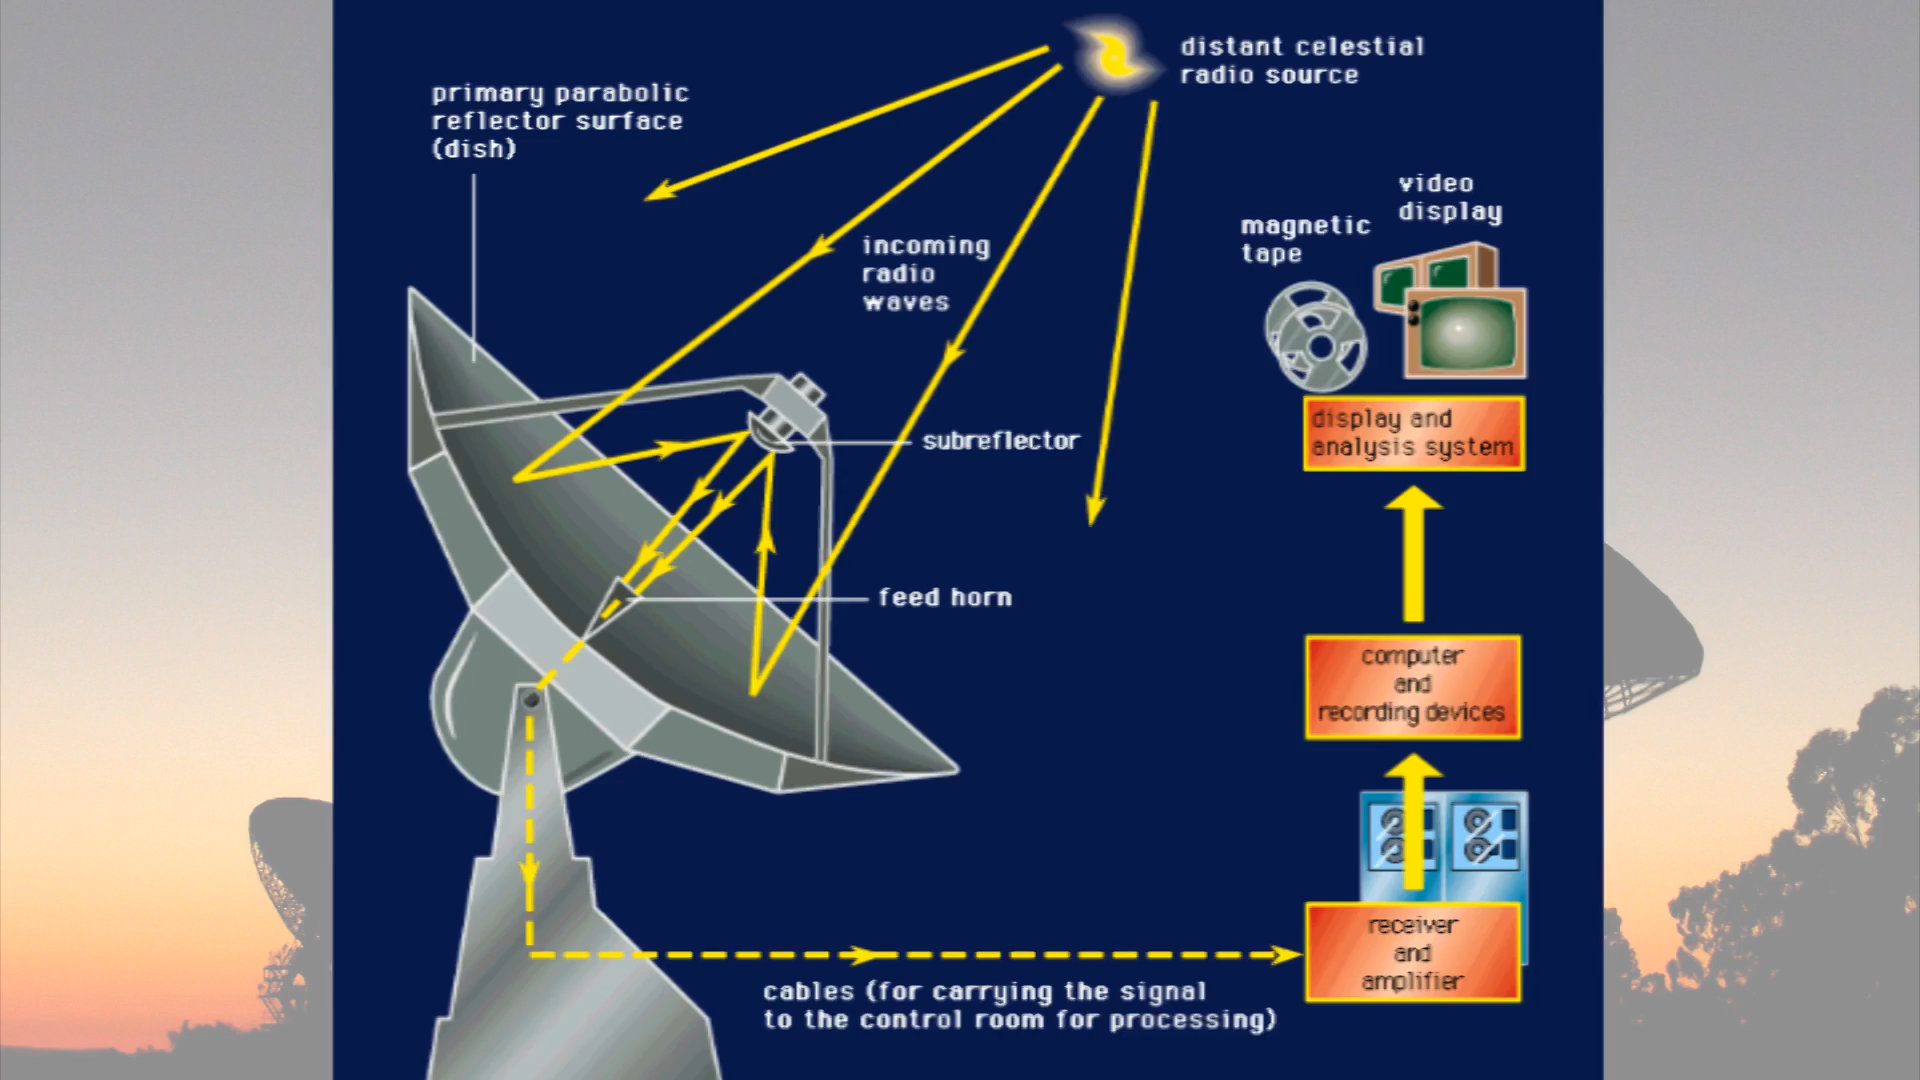 distant celestial
radio source
primary parabolic
reflector surface
(dish)
video
display
magnetic
tape
incoming
radio
waves
display and
analysis system
subreflector
feed horn
computer
and
recording devices
receiver
and
amplifier
cables (for carrying the signal
to the control room for processing)